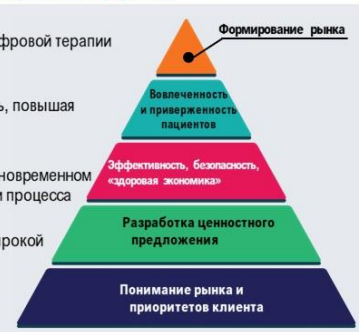 Формирование рынка
фровой терапии
Вовлеченность
и приверженность
пациентов
ь, повышая
Эффективность, безопасность,
«здоровая экономика»
новременном
и процесса
Разработка ценностного
предложения
рокой
Понимание рынка и
приоритетов клиента